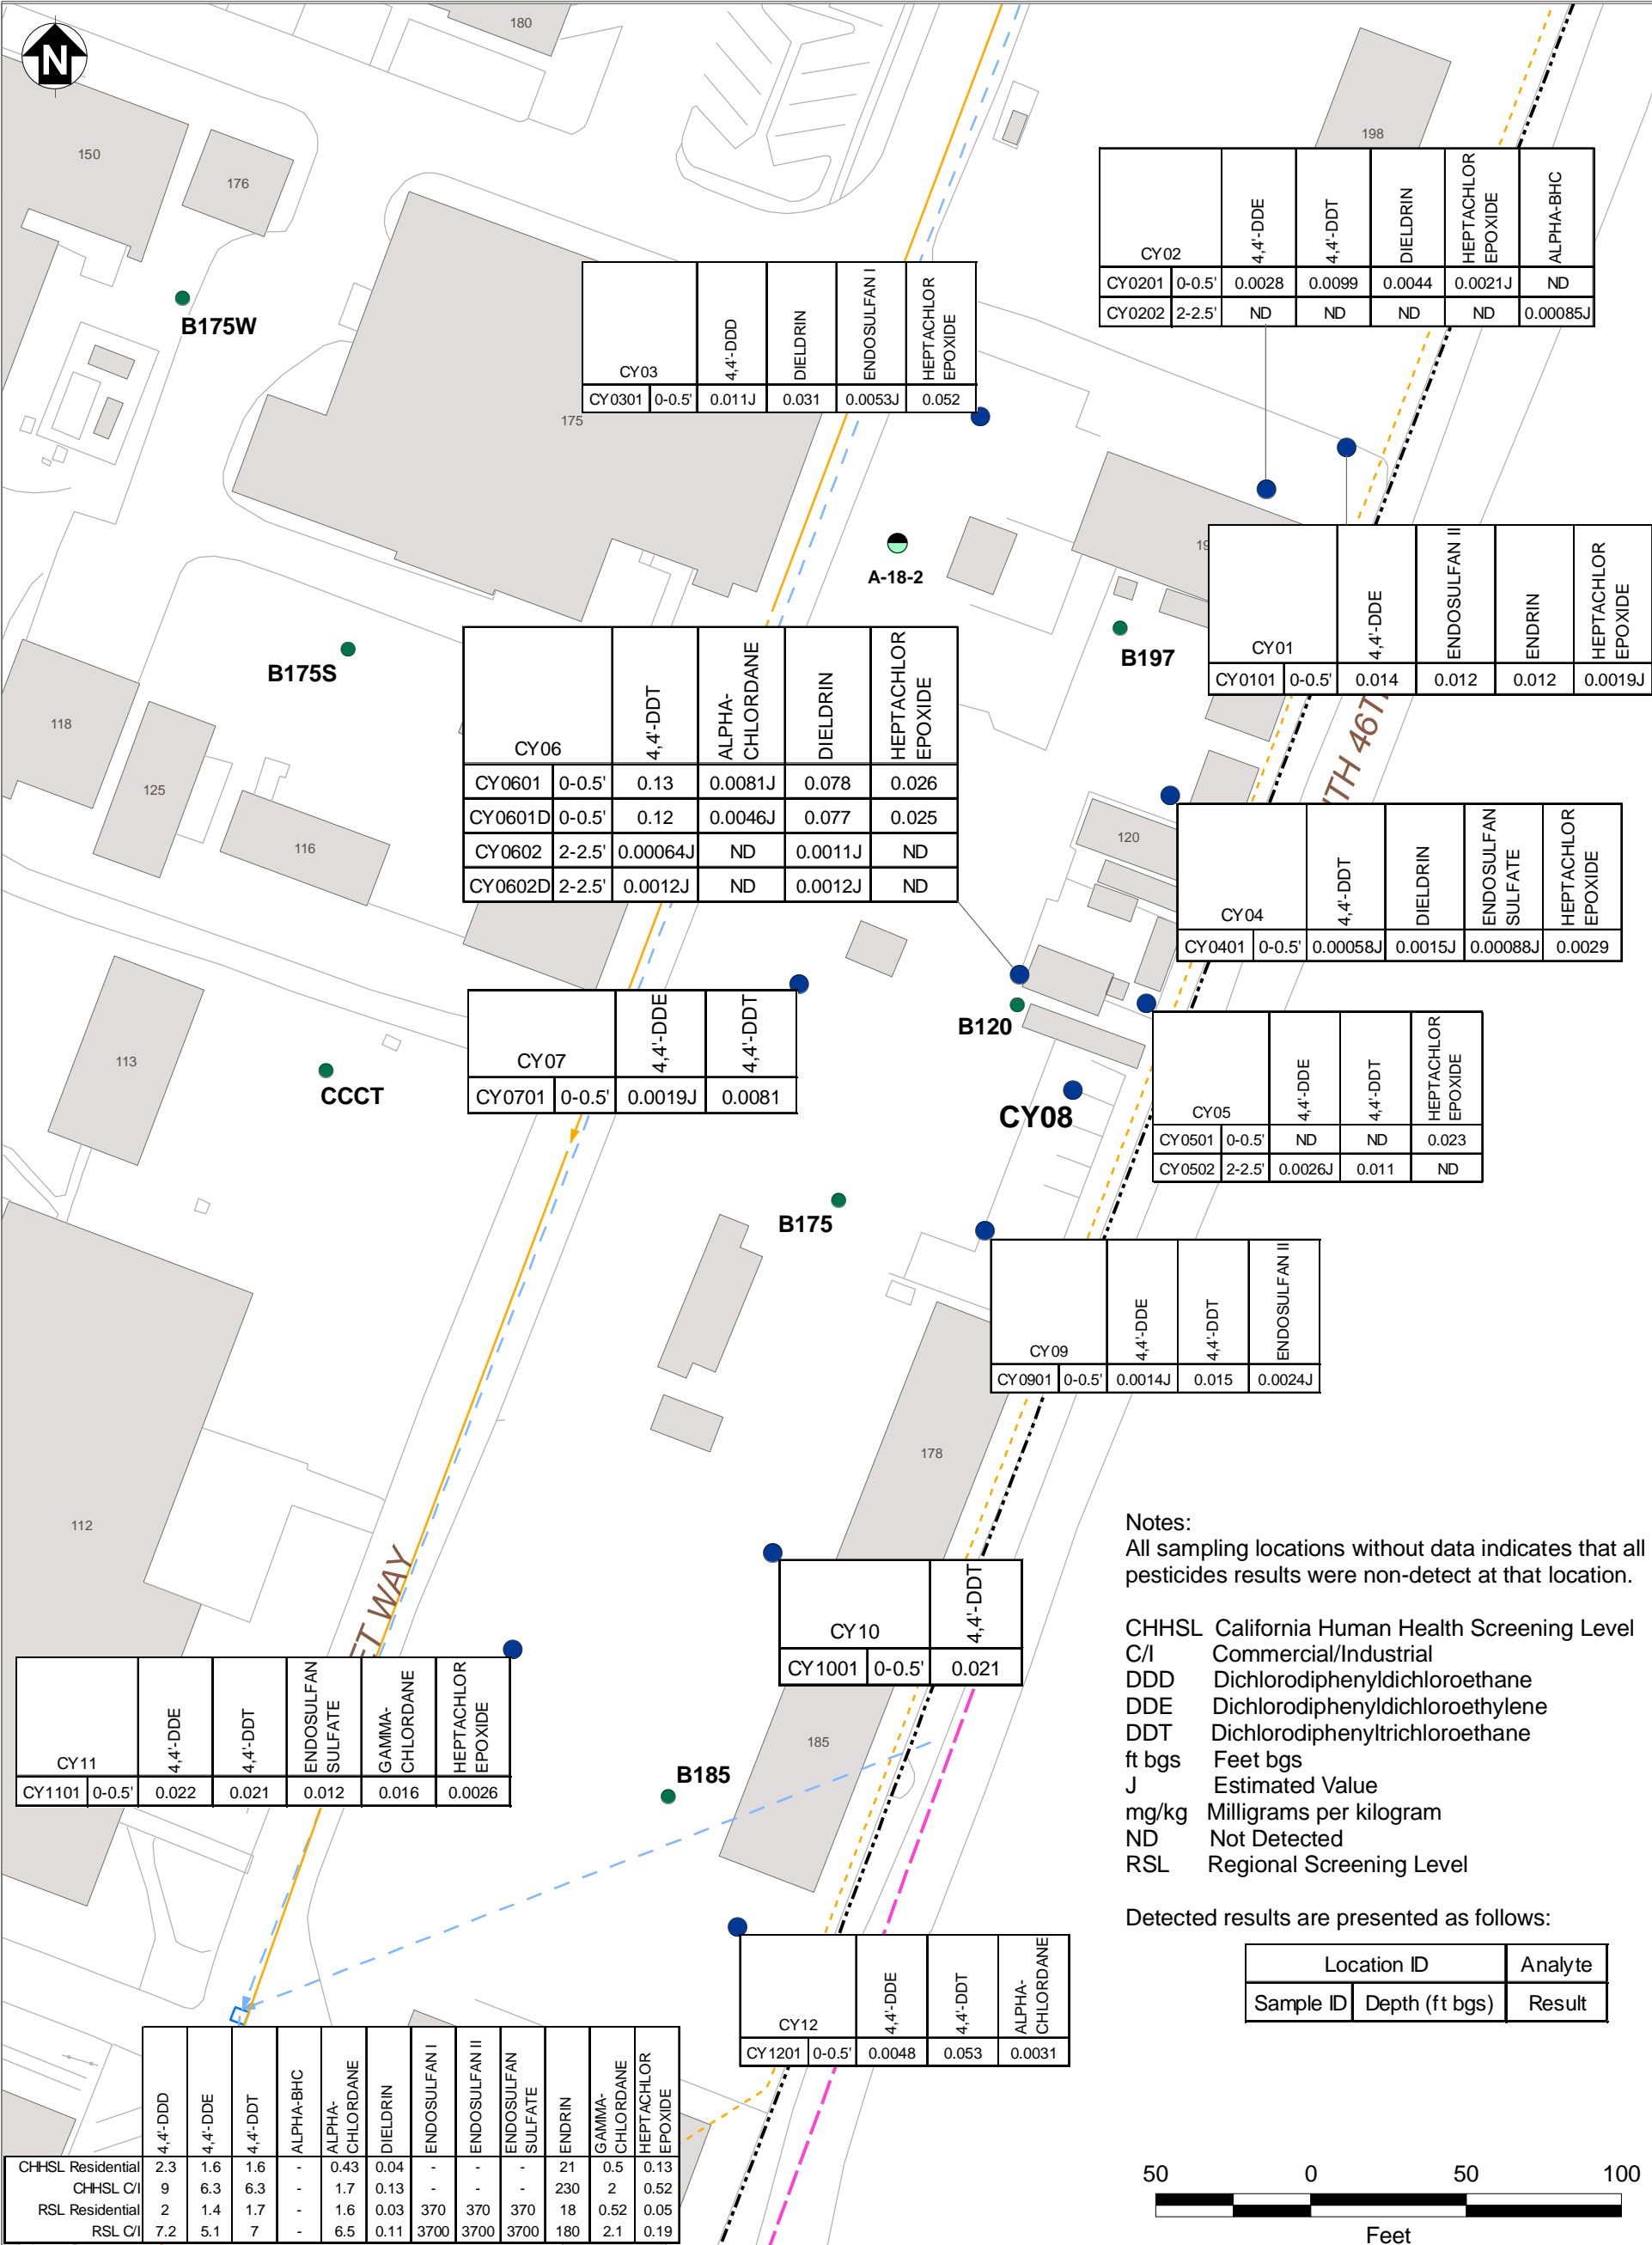 N
180
150
176
198
B175W
CY02 4,4'-DDE 4,4'-DDT DIELDRIN HEPTACHLOR EPOXIDE ALPHA-BHC
CY0201 0-0.5' 0.0028 0.0099 0.0044 0.0021J ND
CY0202 2-2.5' ND ND ND ND 0.00085J
CY03 4,4'-DDD DIELDRIN ENDOSULFAN I HEPTACHLOR EPOXIDE
CY0301 0-0.5' 0.011J 0.031 0.0053J 0.052
175
A-18-2
B197
CY01 4,4'-DDE ENDOSULFAN II ENDRIN HEPTACHLOR EPOXIDE
CY0101 0-0.5' 0.014 0.012 0.012 0.0019J
B175S
118
125
116
CY06 4,4'-DDT ALPHA-CHLORDANE DIELDRIN HEPTACHLOR EPOXIDE
CY0601 0-0.5' 0.13 0.0081J 0.078 0.026
CY0601D 0-0.5' 0.12 0.0046J 0.077 0.025
CY0602 2-2.5' 0.00064J ND 0.0011J ND
CY0602D 2-2.5' 0.0012J ND 0.0012J ND
120
CY04 4,4'-DDT DIELDRIN ENDOSULFAN SULFATE HEPTACHLOR EPOXIDE
CY0401 0-0.5' 0.00058J 0.0015J 0.00088J 0.0029
B120
113
CCCT
CY07 4,4'-DDE 4,4'-DDT
CY0701 0-0.5' 0.0019J 0.0081
CY08
CY05 4,4'-DDE 4,4'-DDT HEPTACHLOR EPOXIDE
CY0501 0-0.5' ND ND 0.023
CY0502 2-2.5' 0.0026J 0.011 ND
B175
CY09 4,4'-DDE 4,4'-DDT ENDOSULFAN II
CY0901 0-0.5' 0.0014J 0.015 0.0024J
178
112
WAY
CY10 4,4'-DDT
CY1001 0-0.5' 0.021
CY11 4,4'-DDE 4,4'-DDT ENDOSULFAN SULFATE GAMMA-CHLORDANE HEPTACHLOR EPOXIDE
CY1101 0-0.5' 0.022 0.021 0.012 0.016 0.0026
185
B185
CY12 4,4'-DDE 4,4'-DDT ALPHA-CHLORDANE
CY1201 0-0.5' 0.0048 0.053 0.0031
4,4'-DDD 4,4'-DDE 4,4'-DDT ALPHA-BHC ALPHA-CHLORDANE DIELDRIN ENDOSULFAN I ENDOSULFAN II ENDOSULFAN SULFATE ENDRIN GAMMA-CHLORDANE HEPTACHLOR EPOXIDE
CHHSL Residential 2.3 1.6 1.6 - 0.43 0.04 - - - 21 0.5 0.13
CHHSL C/I 9 6.3 6.3 - 1.7 0.13 - - - 230 2 0.52
RSL Residential 2 1.4 1.7 - 1.6 0.03 370 370 370 18 0.52 0.05
RSL C/I 7.2 5.1 7 - 6.5 0.11 3700 3700 3700 180 2.1 0.19
Notes:
All sampling locations without data indicates that all
pesticides results were non-detect at that location.
CHHSL California Human Health Screening Level
C/I Commercial/Industrial
DDD Dichlorodiphenyldichloroethane
DDE Dichlorodiphenyldichloroethylene
DDT Dichlorodiphenyltrichloroethane
ft bgs Feet bgs
J Estimated Value
mg/kg Milligrams per kilogram
ND Not Detected
RSL Regional Screening Level
Detected results are presented as follows:
Location ID Analyte
Sample ID Depth (ft bgs) Result
50 0 50 100
Feet